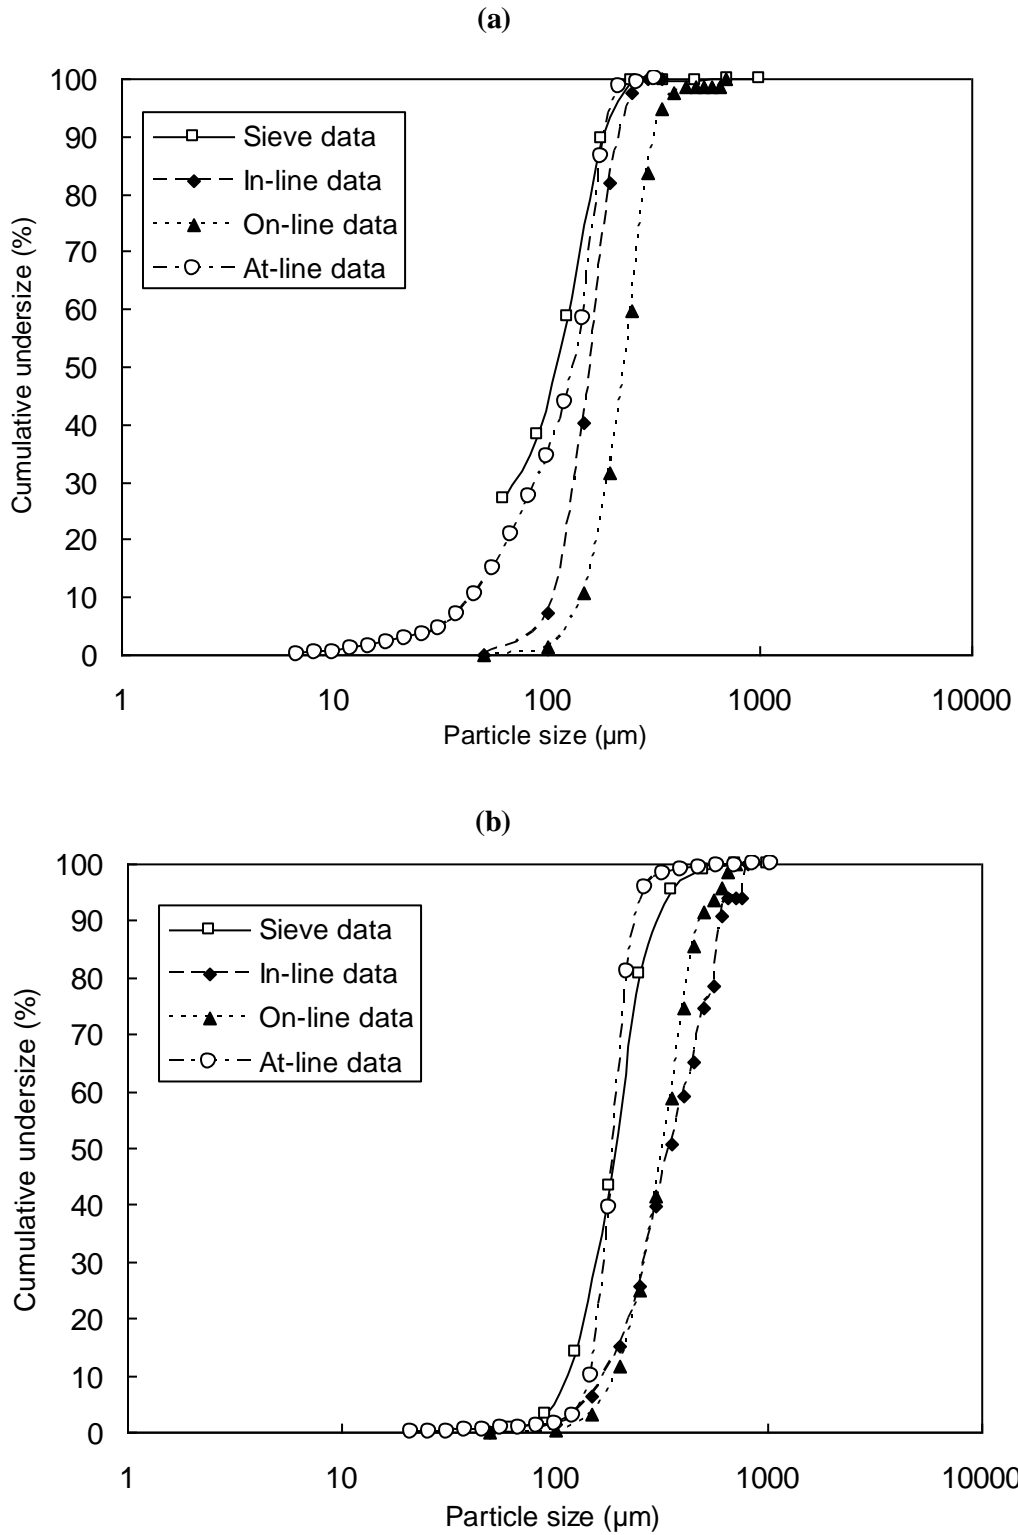 (a)
100
90
80
70
60
50
40
30
20
10
0
Cumulative undersize (%)
Sieve data
In-line data
On-line data
At-line data
1 10 100 1000 10000
Particle size (µm)
(b)
100
90
80
70
60
50
40
30
20
10
0
Cumulative undersize (%)
Sieve data
In-line data
On-line data
At-line data
1 10 100 1000 10000
Particle size (µm)